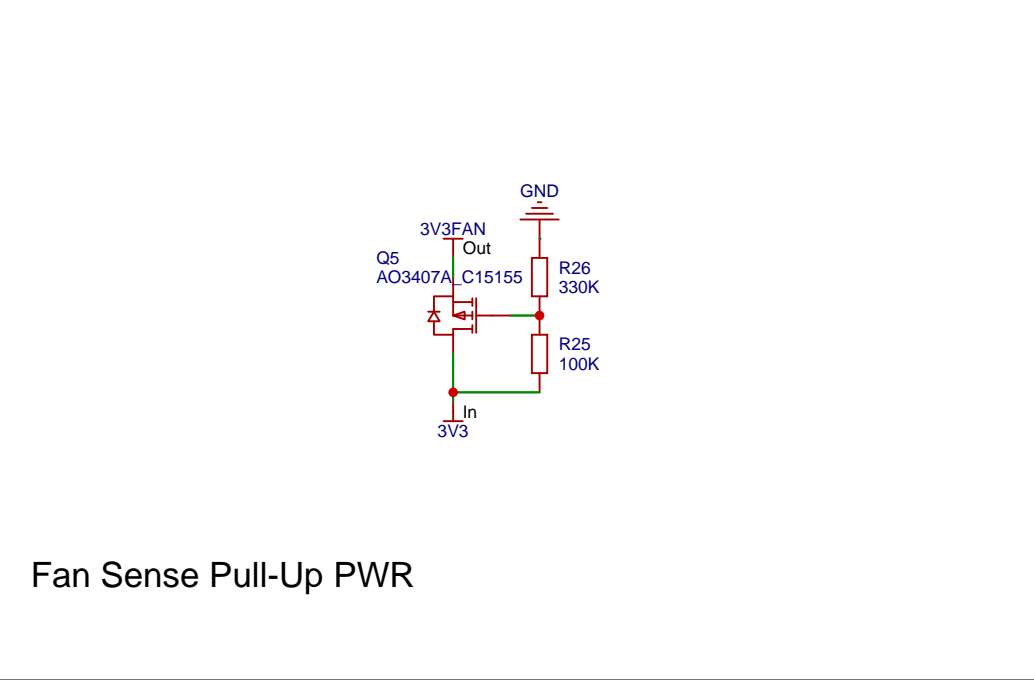 GND
3V3FAN
Out
Q5
AO3407A_C15155
R26
330K
R25
100K
In
3V3
Fan Sense Pull-Up PWR